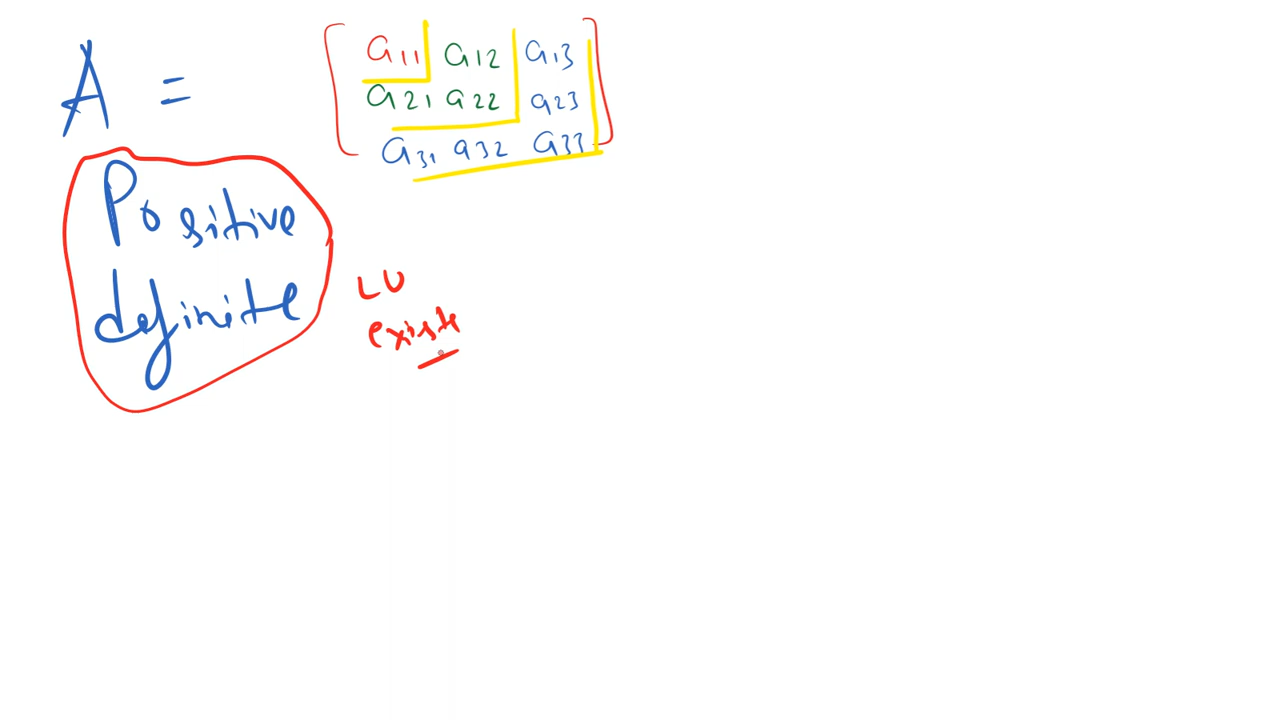 A = [ a11 a12 a13
a21 a22 a23
a31 a32 a33 ]
Positive
definite
LU
exists